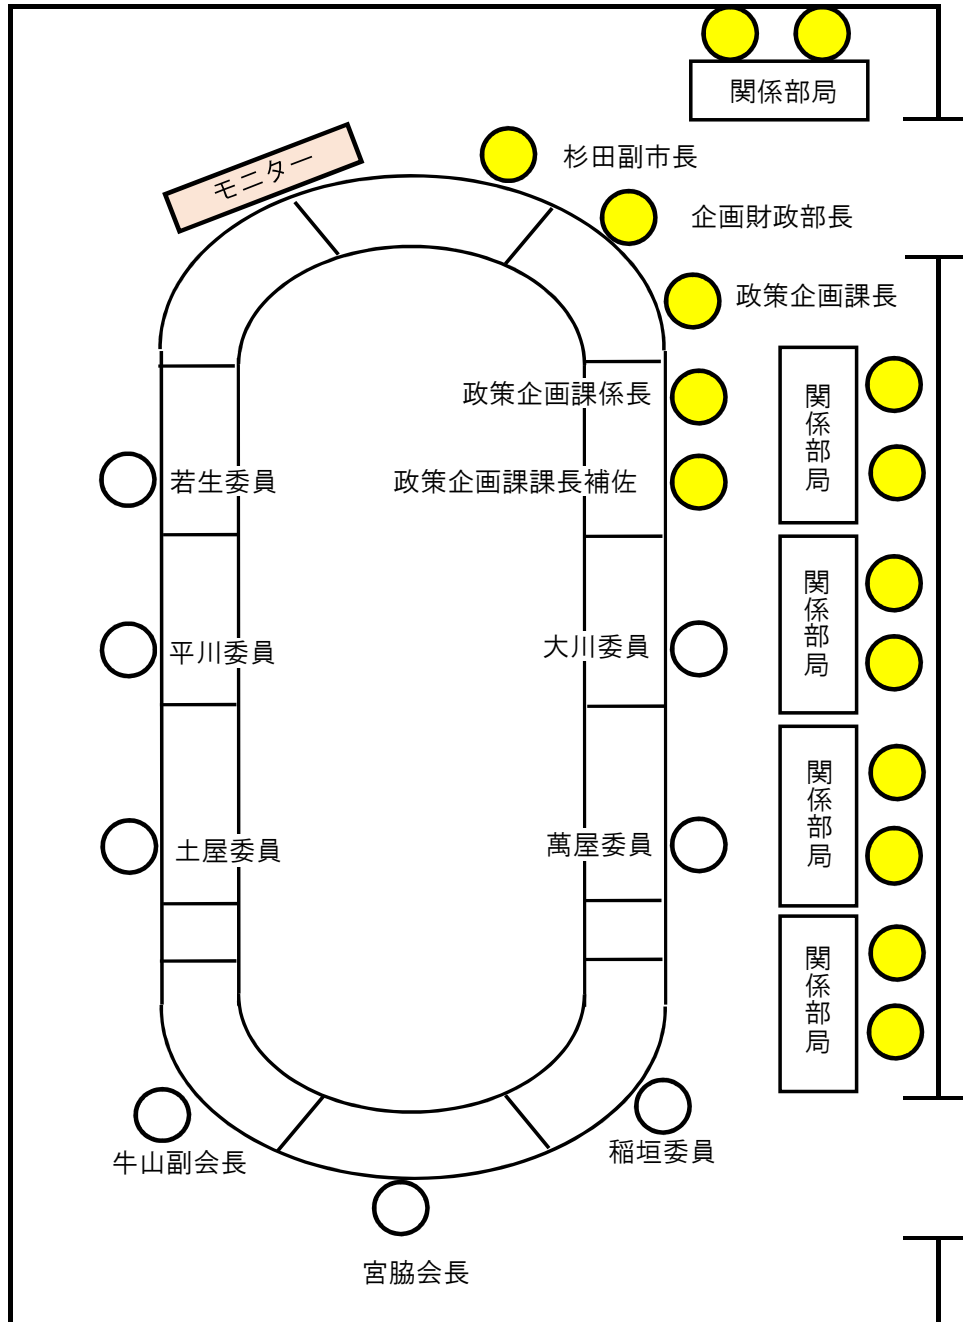 関係部局
モニター
杉田副市長
企画財政部長
政策企画課長
政策企画課係長
政策企画課課長補佐
若生委員
平川委員
大川委員
土屋委員
萬屋委員
関係部局
関係部局
関係部局
関係部局
牛山副会長
稲垣委員
宮脇会長